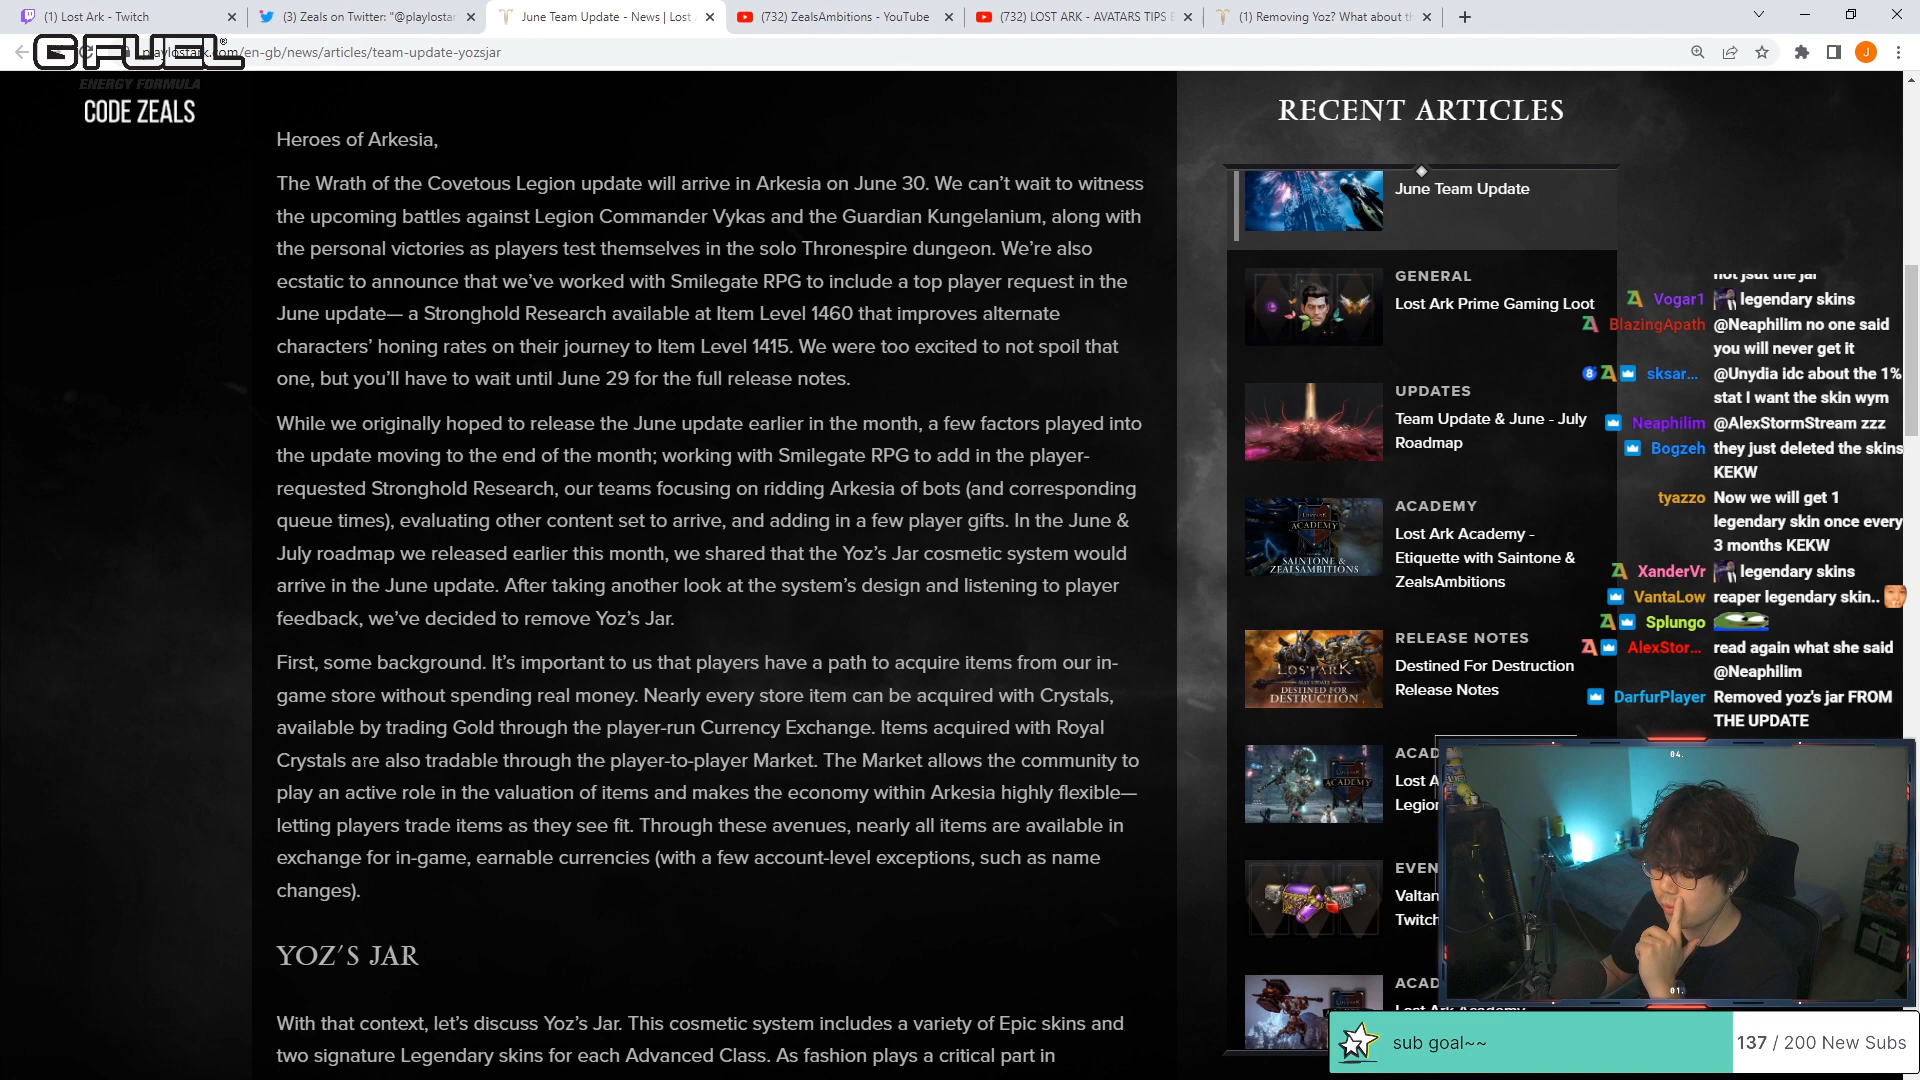 (1) Lost Ark - Twitch
(3) Zeals on Twitter: "@playlostar
June Team Update - News | Lost
(732) ZealsAmbitions - YouTube
(732) LOST ARK - AVATARS TIPS
(1) Removing Yoz? What about th
playlostark.com/en-gb/news/articles/team-update-yozsjar
J
G FUEL
ENERGY FORMULA
CODE ZEALS
Heroes of Arkesia,
The Wrath of the Covetous Legion update will arrive in Arkesia on June 30. We can't wait to witness
the upcoming battles against Legion Commander Vykas and the Guardian Kungelanium, along with
the personal victories as players test themselves in the solo Thronespire dungeon. We're also
ecstatic to announce that we've worked with Smilegate RPG to include a top player request in the
June update— a Stronghold Research available at Item Level 1460 that improves alternate
characters' honing rates on their journey to Item Level 1415. We were too excited to not spoil that
one, but you'll have to wait until June 29 for the full release notes.
While we originally hoped to release the June update earlier in the month, a few factors played into
the update moving to the end of the month; working with Smilegate RPG to add in the player-
requested Stronghold Research, our teams focusing on ridding Arkesia of bots (and corresponding
queue times), evaluating other content set to arrive, and adding in a few player gifts. In the June &
July roadmap we released earlier this month, we shared that the Yoz's Jar cosmetic system would
arrive in the June update. After taking another look at the system's design and listening to player
feedback, we've decided to remove Yoz's Jar.
First, some background. It's important to us that players have a path to acquire items from our in-
game store without spending real money. Nearly every store item can be acquired with Crystals,
available by trading Gold through the player-run Currency Exchange. Items acquired with Royal
Crystals are also tradable through the player-to-player Market. The Market allows the community to
play an active role in the valuation of items and makes the economy within Arkesia highly flexible—
letting players trade items as they see fit. Through these avenues, nearly all items are available in
exchange for in-game, earnable currencies (with a few account-level exceptions, such as name
changes).
YOZ'S JAR
With that context, let's discuss Yoz's Jar. This cosmetic system includes a variety of Epic skins and
two signature Legendary skins for each Advanced Class. As fashion plays a critical part in
RECENT ARTICLES
June Team Update
GENERAL
Lost Ark Prime Gaming Loot
UPDATES
Team Update & June - July
Roadmap
ACADEMY
SAINTONE &
ZEALSAMBITIONS
ACADEMY
Lost Ark Academy -
Etiquette with Saintone &
ZealsAmbitions
LOST ARK
MAY UPDATE
DESTINED FOR
DESTRUCTION
RELEASE NOTES
Destined For Destruction
Release Notes
ACADEMY
ACAD
Lost A
Legion
EVEN
Valtan
Twitch
ACAD
Lost Ark Academy
not jsut the jar
Vogar1 legendary skins
BlazingApath @Neaphilim no one said
you will never get it
8 sksar... @Unydia idc about the 1%
stat I want the skin wym
Neaphilim @AlexStormStream zzz
Bogzeh they just deleted the skins
KEKW
tyazzo Now we will get 1
legendary skin once every
3 months KEKW
XanderVr legendary skins
VantaLow reaper legendary skin..
Splungo
AlexStor... read again what she said
@Neaphilim
DarfurPlayer Removed yoz's jar FROM
THE UPDATE
04.
01.
sub goal~~
137 / 200 New Subs